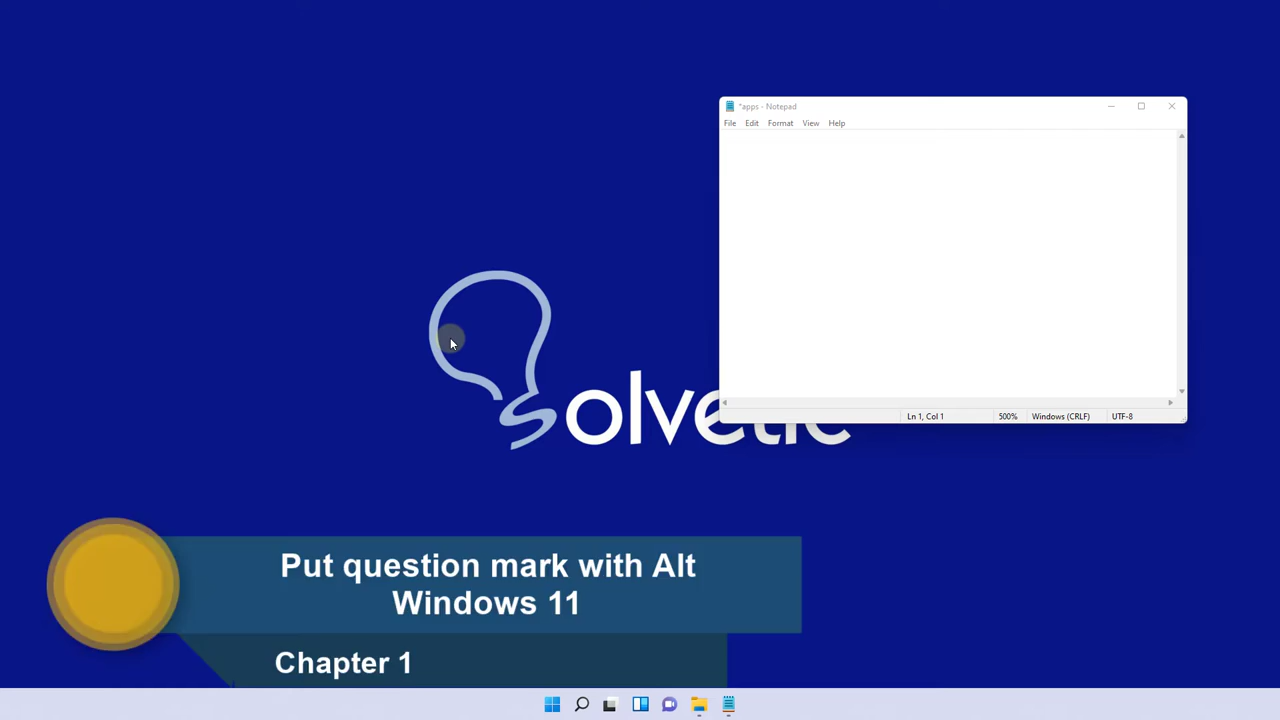 *apps - Notepad
File Edit Format View Help
olvetic
Ln 1, Col 1 500% Windows (CRLF) UTF-8
Put question mark with Alt
Windows 11
Chapter 1